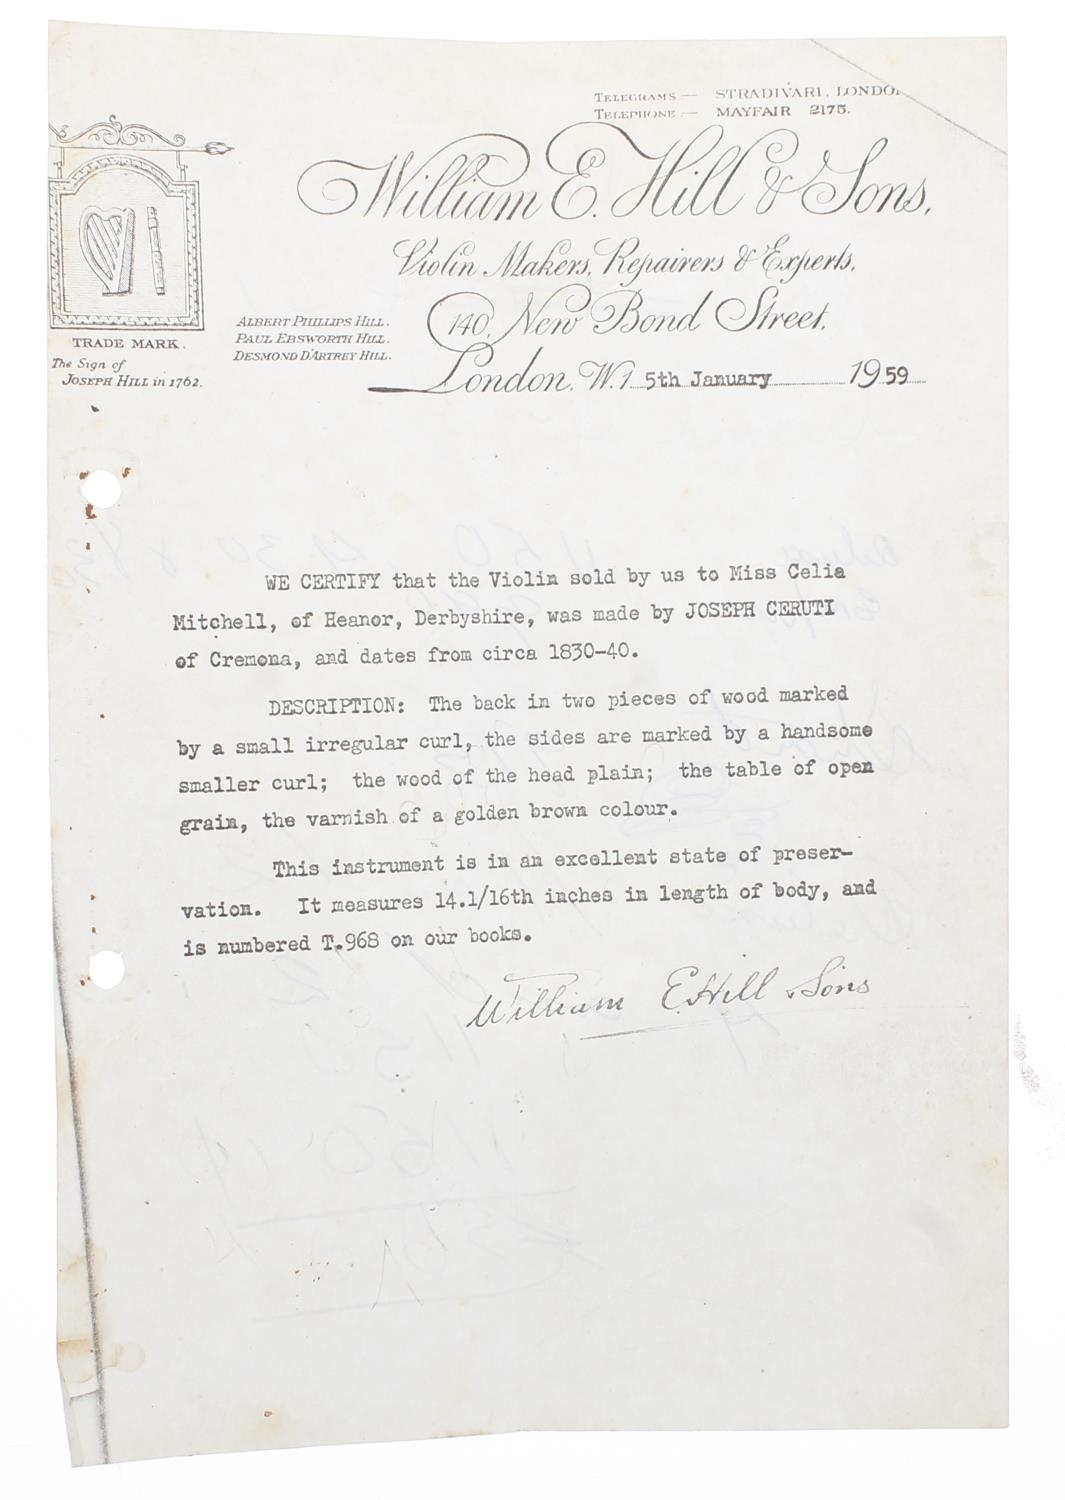 TELEGRAMS — STRADIVARI, LONDON
TELEPHONE — MAYFAIR 2175.
William E. Hill & Sons,
Violin Makers, Repairers & Experts,
140, New Bond Street,
London, W.1. 5th January 1959
ALBERT PHILLIPS HILL.
PAUL EBSWORTH HILL.
DESMOND D'ARTREY HILL.
TRADE MARK.
The Sign of
JOSEPH HILL in 1762.
WE CERTIFY that the Violin sold by us to Miss Celia
Mitchell, of Heanor, Derbyshire, was made by JOSEPH CERUTI
of Cremona, and dates from circa 1830-40.
DESCRIPTION: The back in two pieces of wood marked
by a small irregular curl, the sides are marked by a handsome
smaller curl; the wood of the head plain; the table of open
grain, the varnish of a golden brown colour.
This instrument is in an excellent state of preser-
vation. It measures 14.1/16th inches in length of body, and
is numbered T.968 on our books.
William E. Hill & Sons